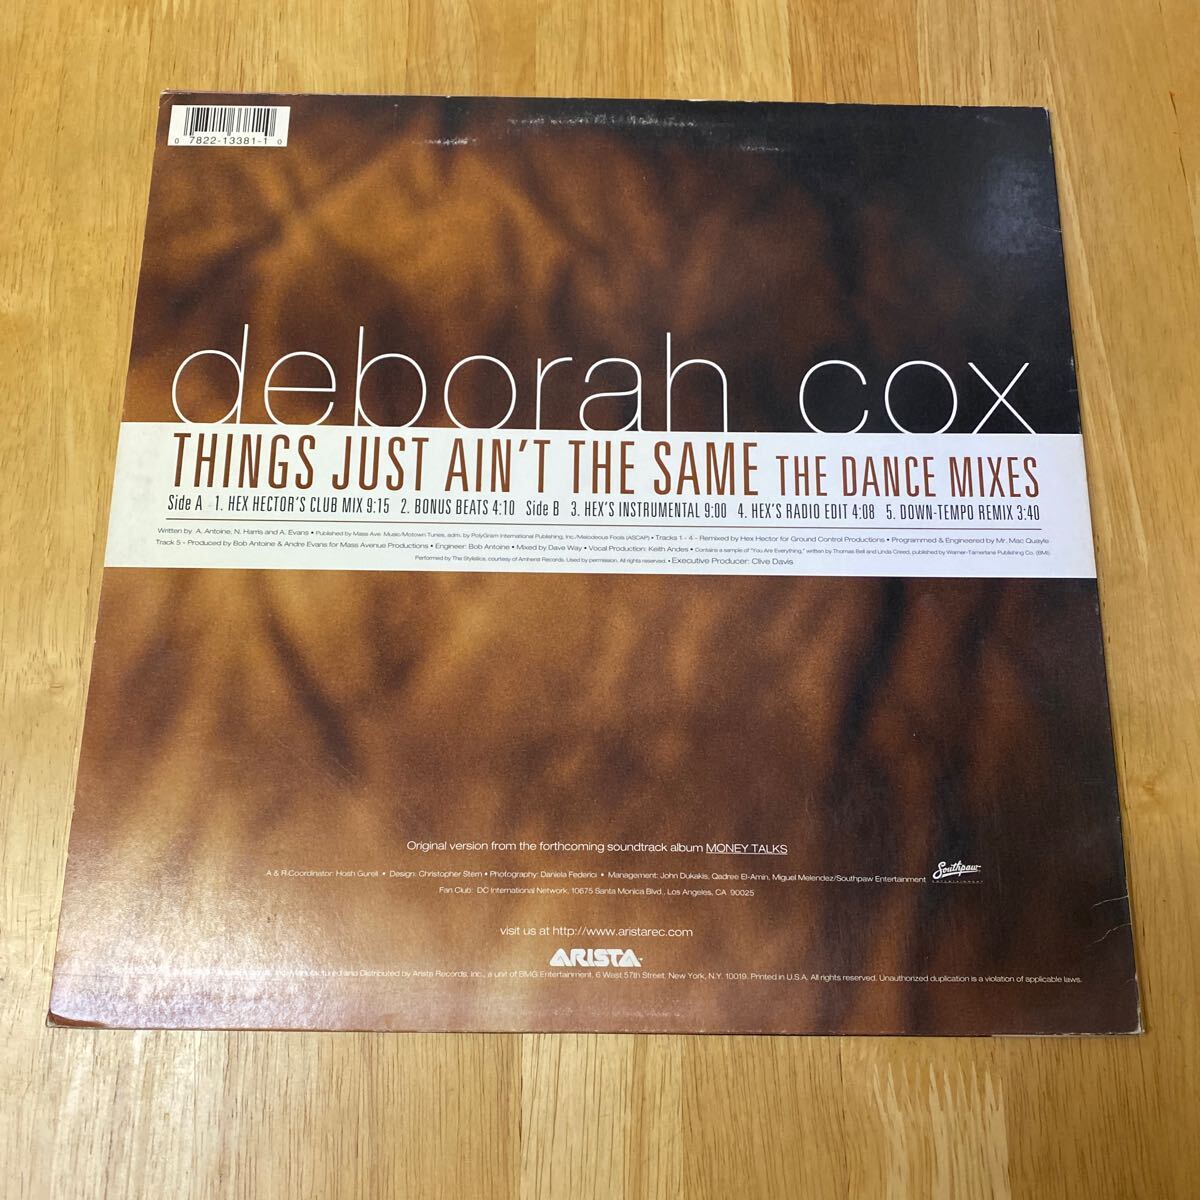 0 7822-13381-1 0
deborah cox
THINGS JUST AIN'T THE SAME THE DANCE MIXES
Side A 1. HEX HECTOR'S CLUB MIX 9:15 2. BONUS BEATS 4:10 Side B 3. HEX'S INSTRUMENTAL 9:00 4. HEX'S RADIO EDIT 4:08 5. DOWN-TEMPO REMIX 3:40
Written by A. Antoine, N. Harris and A. Evans • Published by Mass Ave. Music/Motown Tunes, adm. by PolyGram International Publishing, Inc./Melodeous Fools (ASCAP) • Tracks 1 - 4 - Remixed by Hex Hector for Ground Control Productions • Programmed & Engineered by Mr. Mac Quayle
Track 5 - Produced by Bob Antoine & Andre Evans for Mass Avenue Productions • Engineer: Bob Antoine • Mixed by Dave Way • Vocal Production: Keith Andes • Contains a sample of "You Are Everything," written by Thomas Bell and Linda Creed, published by Warner-Tamerlane Publishing Co. (BMI).
Performed by The Stylistics, courtesy of Amherst Records. Used by permission. All rights reserved. • Executive Producer: Clive Davis
Original version from the forthcoming soundtrack album MONEY TALKS
A & R Coordinator: Hosh Gureli • Design: Christopher Stern • Photography: Daniela Federici • Management: John Dukakis, Qadree El-Amin, Miguel Melendez/Southpaw Entertainment
Southpaw
ENTERTAINMENT
Fan Club: DC International Network, 10675 Santa Monica Blvd., Los Angeles, CA 90025
visit us at http://www.aristarec.com
ARISTA
Manufactured and Distributed by Arista Records, Inc., a unit of BMG Entertainment, 6 West 57th Street, New York, N.Y. 10019. Printed in U.S.A. All rights reserved. Unauthorized duplication is a violation of applicable laws.